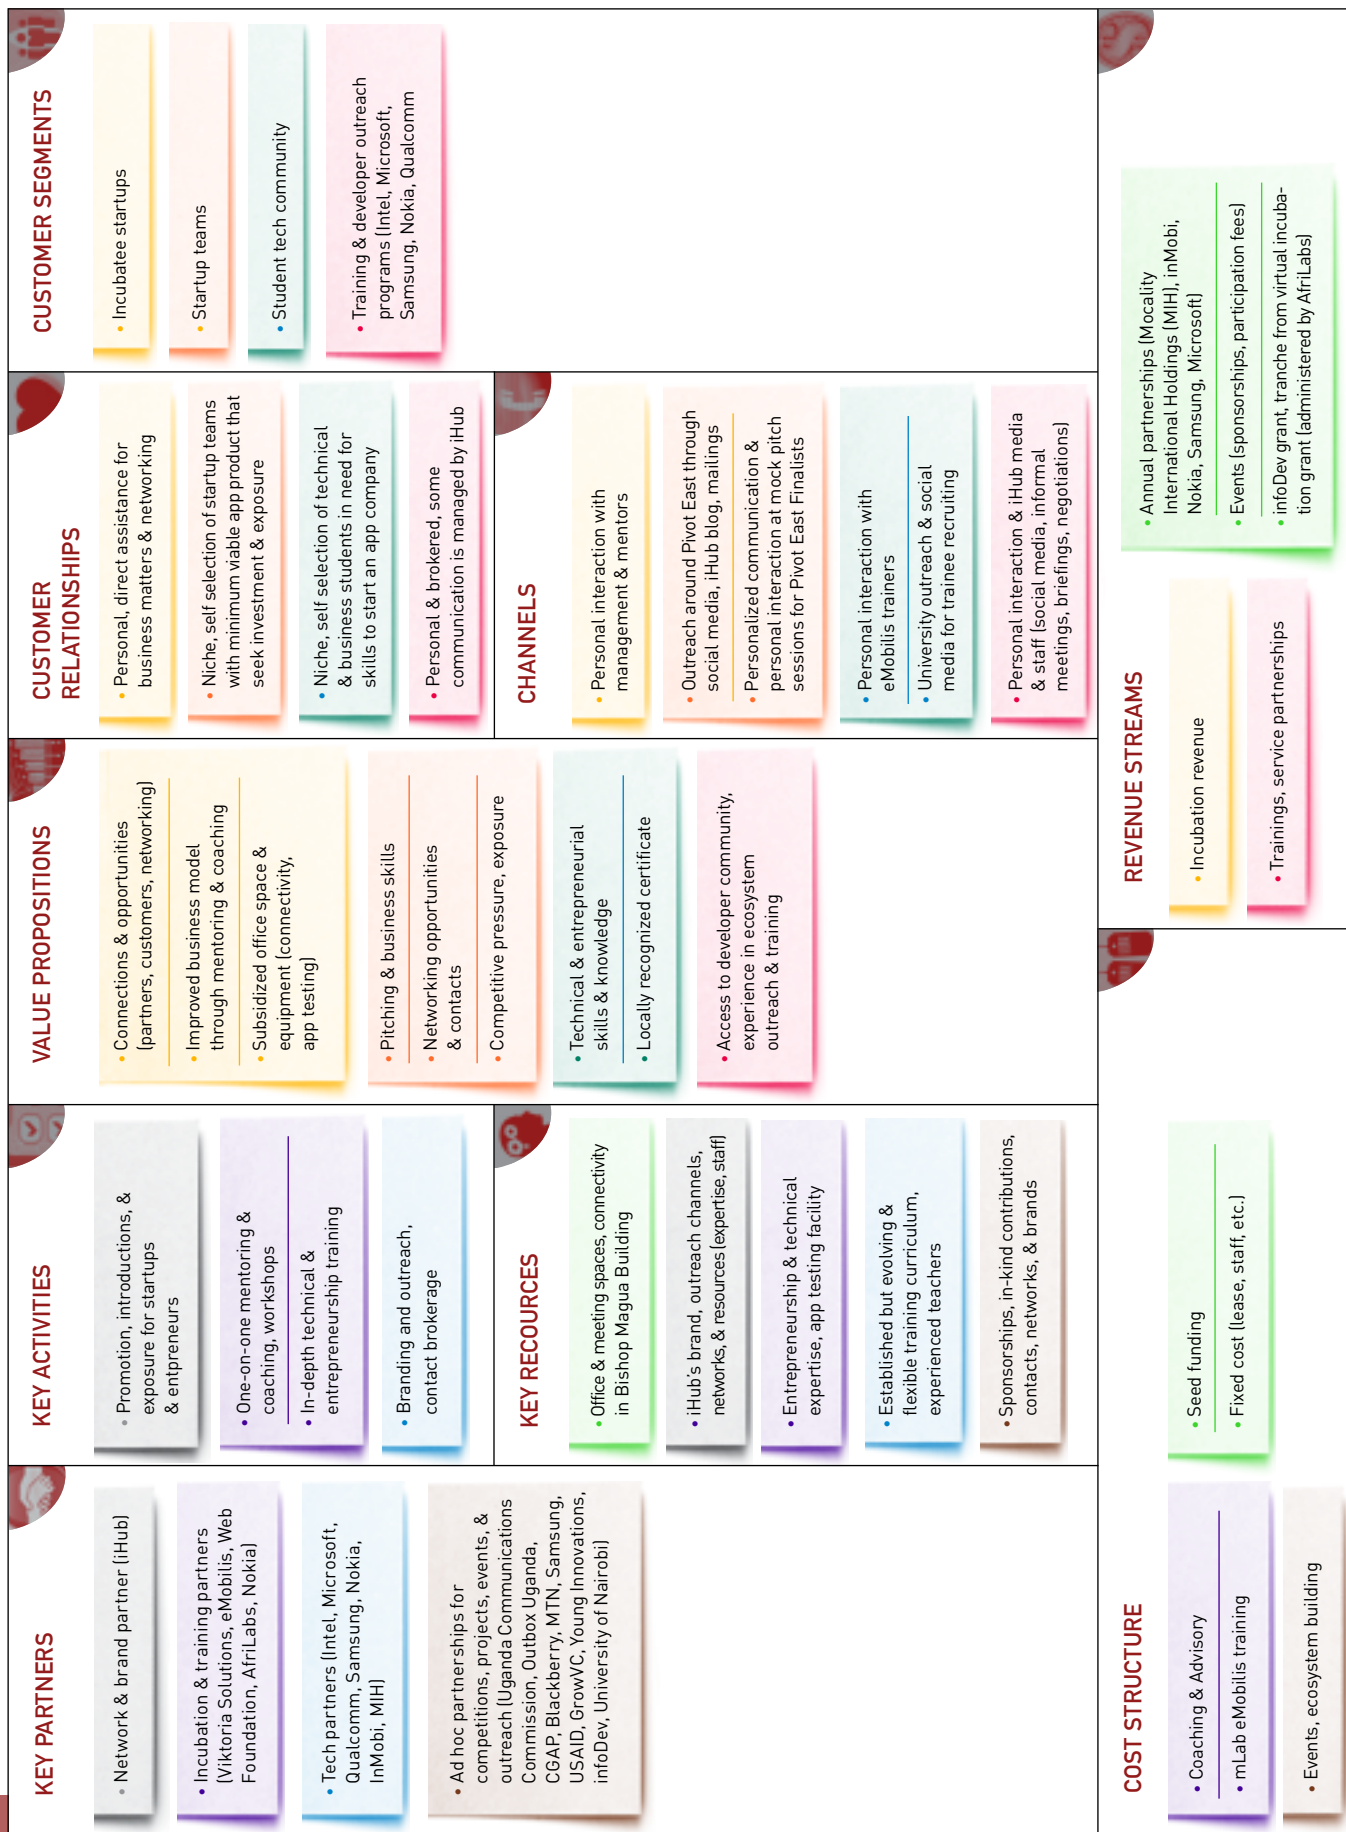 KEY PARTNERS
• Network & brand partner (iHub)
• Incubation & training partners
(Viktoria Solutions, eMobilis, Web
Foundation, AfriLabs, Nokia)
• Tech partners (Intel, Microsoft,
Qualcomm, Samsung, Nokia,
InMobi, MIH)
• Ad hoc partnerships for
competitions, projects, events, &
outreach (Uganda Communications
Commission, Outbox Uganda,
CGAP, Blackberry, MTN, Samsung,
USAID, GrowVC, Young Innovations,
infoDev, University of Nairobi)
KEY ACTIVITIES
• Promotion, introductions, &
exposure for startups
& entpreneurs
• One-on-one mentoring &
coaching, workshops
• In-depth technical &
entrepreneurship training
• Branding and outreach,
contact brokerage
KEY RECOURCES
• Office & meeting spaces, connectivity
in Bishop Magua Building
• iHub's brand, outreach channels,
networks, & resources (expertise, staff)
• Entrepreneurship & technical
expertise, app testing facility
• Established but evolving &
flexible training curriculum,
experienced teachers
• Sponsorships, in-kind contributions,
contacts, networks, & brands
VALUE PROPOSITIONS
• Connections & opportunities
(partners, customers, networking)
• Improved business model
through mentoring & coaching
• Subsidized office space &
equipment (connectivity,
app testing)
• Pitching & business skills
• Networking opportunities
& contacts
• Competitive pressure, exposure
• Technical & entrepreneurial
skills & knowledge
• Locally recognized certificate
• Access to developer community,
experience in ecosystem
outreach & training
CUSTOMER
RELATIONSHIPS
• Personal, direct assistance for
business matters & networking
• Niche, self selection of startup teams
with minimum viable app product that
seek investment & exposure
• Niche, self selection of technical
& business students in need for
skills to start an app company
• Personal & brokered, some
communication is managed by iHub
CHANNELS
• Personal interaction with
management & mentors
• Outreach around Pivot East through
social media, iHub blog, mailings
• Personalized communication &
personal interaction at mock pitch
sessions for Pivot East Finalists
• Personal interaction with
eMobilis trainers
• University outreach & social
media for trainee recruiting
• Personal interaction & iHub media
& staff (social media, informal
meetings, briefings, negotiations)
CUSTOMER SEGMENTS
• Incubatee startups
• Startup teams
• Student tech community
• Training & developer outreach
programs (Intel, Microsoft,
Samsung, Nokia, Qualcomm
COST STRUCTURE
• Coaching & Advisory
• mLab eMobilis training
• Events, ecosystem building
• Seed funding
• Fixed cost (lease, staff, etc.)
REVENUE STREAMS
• Incubation revenue
• Trainings, service partnerships
• Annual partnerships (Mocality
International Holdings (MIH), inMobi,
Nokia, Samsung, Microsoft)
• Events (sponsorships, participation fees)
• infoDev grant, tranche from virtual incuba-
tion grant (administered by AfriLabs)